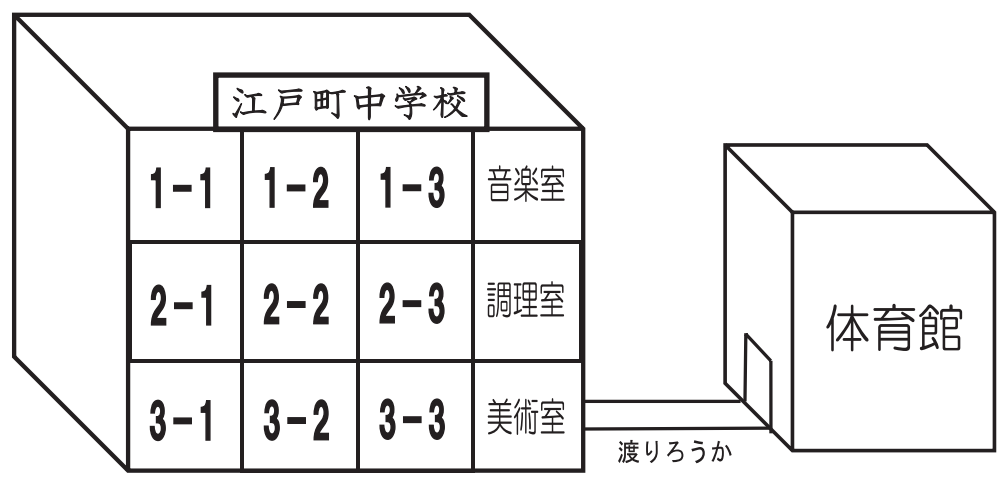 江戸町中学校
1-1 1-2 1-3 音楽室
2-1 2-2 2-3 調理室
3-1 3-2 3-3 美術室
体育館
渡りろうか